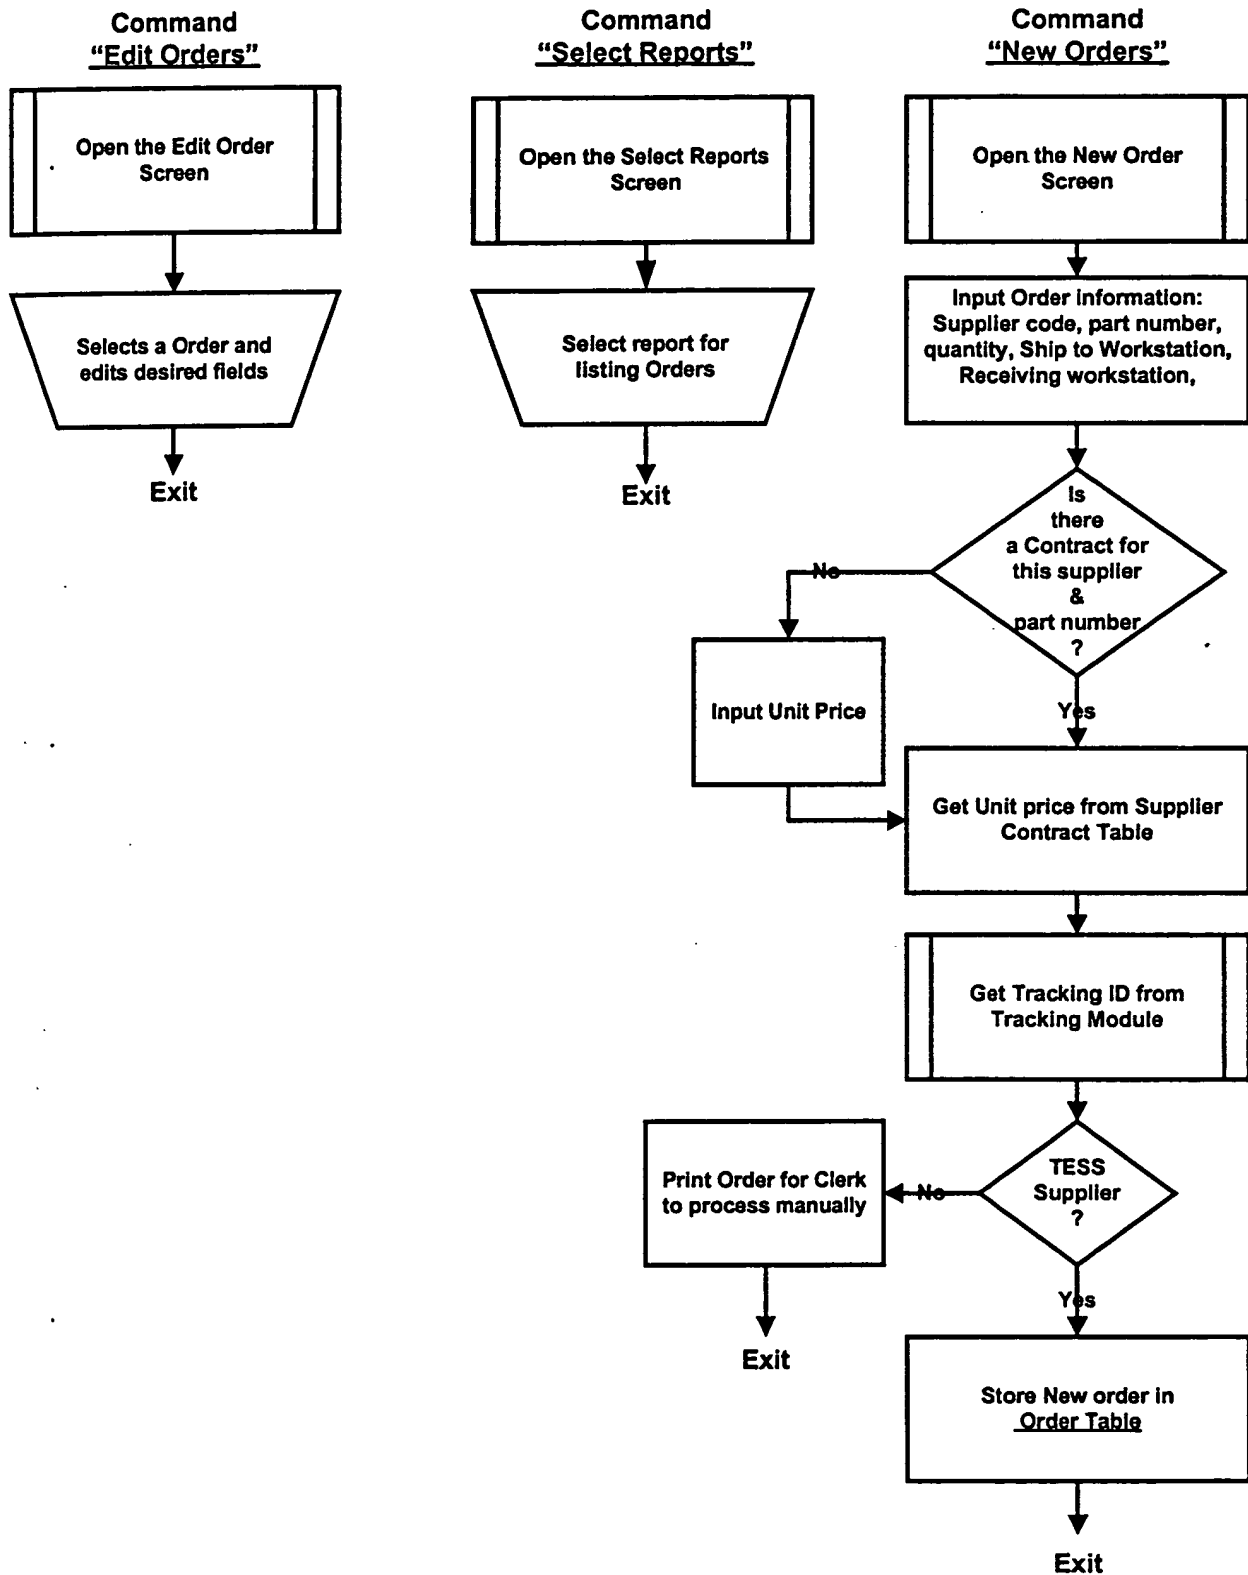 Command
“Edit Orders”
Open the Edit Order
Screen
Selects a Order and
edits desired fields
Exit
Command
“Select Reports”
Open the Select Reports
Screen
Select report for
listing Orders
Exit
Command
“New Orders”
Open the New Order
Screen
Input Order information:
Supplier code, part number,
quantity, Ship to Workstation,
Receiving workstation,
Is
there
a Contract for
this supplier
&
part number
?
No
Input Unit Price
Yes
Get Unit price from Supplier
Contract Table
Get Tracking ID from
Tracking Module
TESS
Supplier
?
No
Print Order for Clerk
to process manually
Exit
Yes
Store New order in
Order Table
Exit